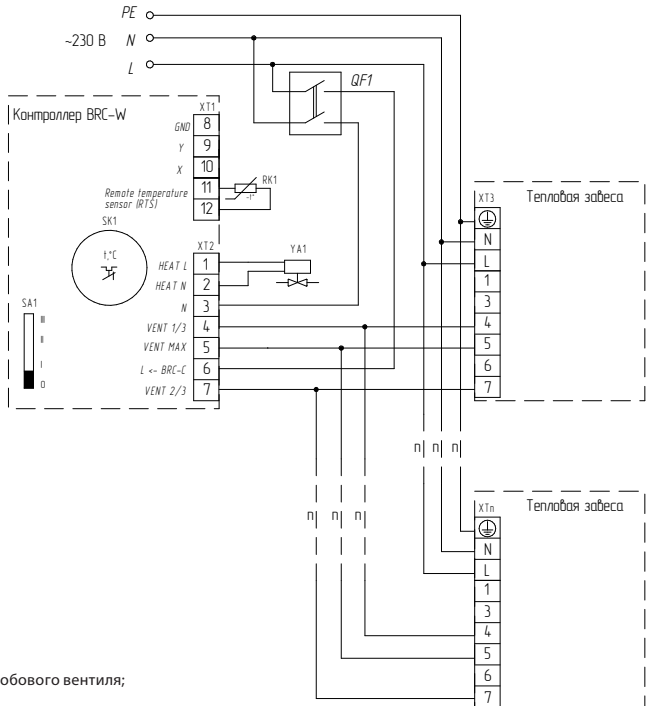 PE
~230 В N
L
QF1
Контроллер BRC-W
XT1
GND 8
Y 9
X 10
Remote temperature sensor (RTS)
11
12
RK1
-t°
SK1
t,°C
XT2
HEAT L 1
HEAT N 2
N 3
VENT 1/3 4
VENT MAX 5
L <- BRC-C 6
VENT 2/3 7
YA1
SA1
III
II
I
0
XT3
Тепловая завеса
N
L
1
3
4
5
6
7
п п п
п п п
XTn
Тепловая завеса
N
L
1
3
4
5
6
7
обового вентиля;